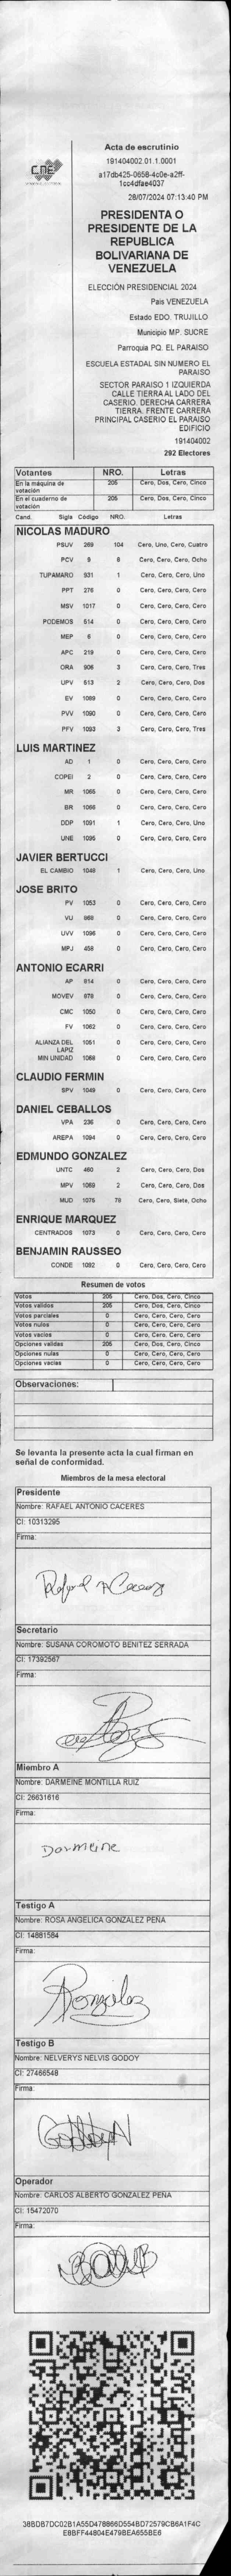 CNE
Acta de escrutinio
191404002.01.1.0001
a17db425-0658-4c0e-a2ff-
1cc4dfae4037
28/07/2024 07:13:40 PM
PRESIDENTA O
PRESIDENTE DE LA
REPUBLICA
BOLIVARIANA DE
VENEZUELA
ELECCIÓN PRESIDENCIAL 2024
País VENEZUELA
Estado EDO. TRUJILLO
Municipio MP. SUCRE
Parroquia PQ. EL PARAISO
ESCUELA ESTADAL SIN NUMERO EL
PARAISO
SECTOR PARAISO 1 IZQUIERDA
CALLE TIERRA AL LADO DEL
CASERIO. DERECHA CARRERA
TIERRA. FRENTE CARRERA
PRINCIPAL CASERIO EL PARAISO
EDIFICIO
191404002
292 Electores
Votantes NRO. Letras
En la máquina de votación 205 Cero, Dos, Cero, Cinco
En el cuaderno de votación 205 Cero, Dos, Cero, Cinco
Cand. Sigla Código NRO. Letras
NICOLAS MADURO
PSUV 269 104 Cero, Uno, Cero, Cuatro
PCV 9 8 Cero, Cero, Cero, Ocho
TUPAMARO 931 1 Cero, Cero, Cero, Uno
PPT 276 0 Cero, Cero, Cero, Cero
MSV 1017 0 Cero, Cero, Cero, Cero
PODEMOS 514 0 Cero, Cero, Cero, Cero
MEP 6 0 Cero, Cero, Cero, Cero
APC 219 0 Cero, Cero, Cero, Cero
ORA 906 3 Cero, Cero, Cero, Tres
UPV 513 2 Cero, Cero, Cero, Dos
EV 1089 0 Cero, Cero, Cero, Cero
PVV 1090 0 Cero, Cero, Cero, Cero
PFV 1093 3 Cero, Cero, Cero, Tres
LUIS MARTINEZ
AD 1 0 Cero, Cero, Cero, Cero
COPEI 2 0 Cero, Cero, Cero, Cero
MR 1065 0 Cero, Cero, Cero, Cero
BR 1066 0 Cero, Cero, Cero, Cero
DDP 1091 1 Cero, Cero, Cero, Uno
UNE 1095 0 Cero, Cero, Cero, Cero
JAVIER BERTUCCI
EL CAMBIO 1048 1 Cero, Cero, Cero, Uno
JOSE BRITO
PV 1053 0 Cero, Cero, Cero, Cero
VU 868 0 Cero, Cero, Cero, Cero
UVV 1096 0 Cero, Cero, Cero, Cero
MPJ 458 0 Cero, Cero, Cero, Cero
ANTONIO ECARRI
AP 914 0 Cero, Cero, Cero, Cero
MOVEV 878 0 Cero, Cero, Cero, Cero
CMC 1050 0 Cero, Cero, Cero, Cero
FV 1062 0 Cero, Cero, Cero, Cero
ALIANZA DEL LAPIZ 1051 0 Cero, Cero, Cero, Cero
MIN UNIDAD 1068 0 Cero, Cero, Cero, Cero
CLAUDIO FERMIN
SPV 1049 0 Cero, Cero, Cero, Cero
DANIEL CEBALLOS
VPA 236 0 Cero, Cero, Cero, Cero
AREPA 1094 0 Cero, Cero, Cero, Cero
EDMUNDO GONZALEZ
UNTC 460 2 Cero, Cero, Cero, Dos
MPV 1069 2 Cero, Cero, Cero, Dos
MUD 1075 78 Cero, Cero, Siete, Ocho
ENRIQUE MARQUEZ
CENTRADOS 1073 0 Cero, Cero, Cero, Cero
BENJAMIN RAUSSEO
CONDE 1092 0 Cero, Cero, Cero, Cero
Resumen de votos
Votos 205 Cero, Dos, Cero, Cinco
Votos validos 205 Cero, Dos, Cero, Cinco
Votos parciales 0 Cero, Cero, Cero, Cero
Votos nulos 0 Cero, Cero, Cero, Cero
Votos vacíos 0 Cero, Cero, Cero, Cero
Opciones validas 205 Cero, Dos, Cero, Cinco
Opciones nulas 0 Cero, Cero, Cero, Cero
Opciones vacías 0 Cero, Cero, Cero, Cero
Observaciones:
Se levanta la presente acta la cual firman en
señal de conformidad.
Miembros de la mesa electoral
Presidente
Nombre: RAFAEL ANTONIO CACERES
CI: 10313295
Firma:
Rafael A Caceres
Secretario
Nombre: SUSANA COROMOTO BENITEZ SERRADA
CI: 17392567
Firma:
Miembro A
Nombre: DARMEINE MONTILLA RUIZ
CI: 26631616
Firma:
Darmeine
Testigo A
Nombre: ROSA ANGELICA GONZALEZ PEÑA
CI: 14881584
Firma:
Testigo B
Nombre: NELVERYS NELVIS GODOY
CI: 27466548
Firma:
Operador
Nombre: CARLOS ALBERTO GONZALEZ PEÑA
CI: 15472070
Firma:
38BDB7DC02B1A55D478866D554BD72579CB6A1F4C
E8BFF44804E479BEA655BE6